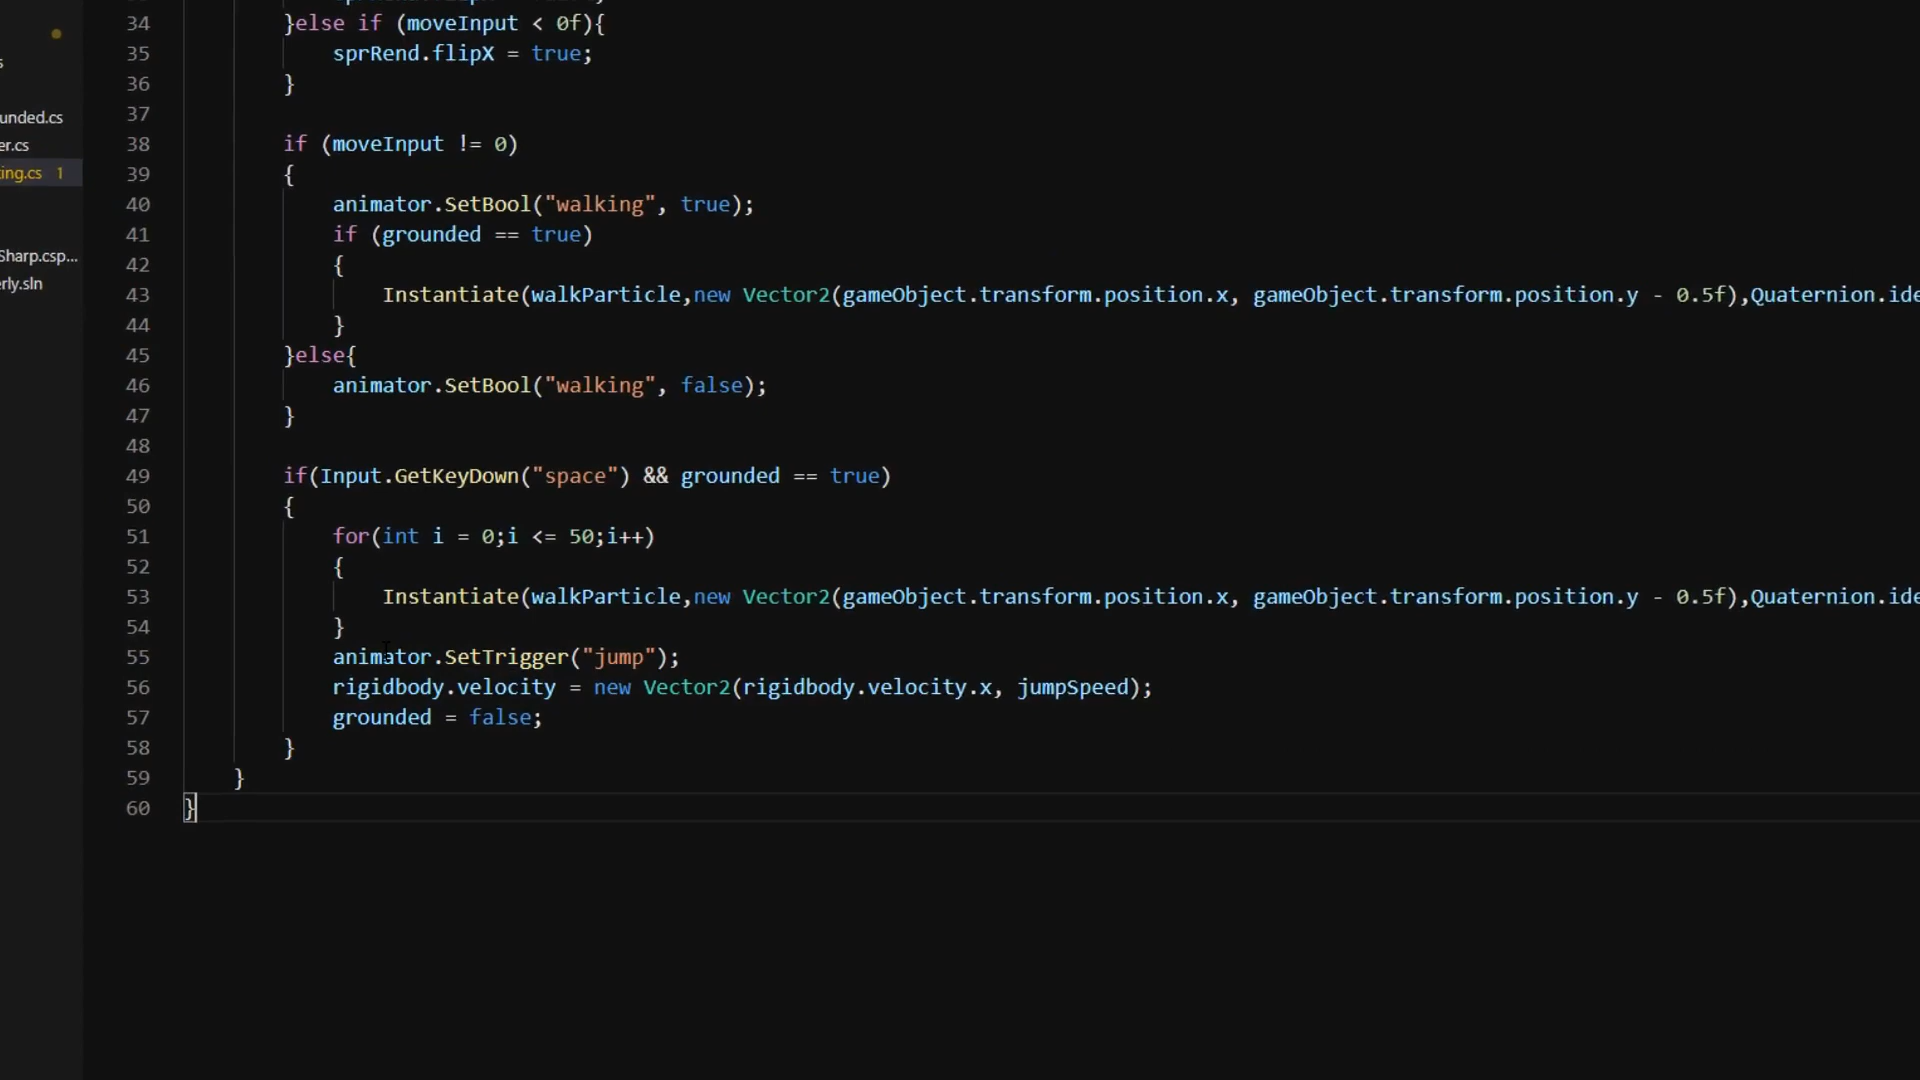 34 }else if (moveInput < 0f){
35 sprRend.flipX = true;
36 }
37
38 if (moveInput != 0)
39 {
40 animator.SetBool("walking", true);
41 if (grounded == true)
42 {
43 Instantiate(walkParticle,new Vector2(gameObject.transform.position.x, gameObject.transform.position.y - 0.5f),Quaternion.ide
44 }
45 }else{
46 animator.SetBool("walking", false);
47 }
48
49 if(Input.GetKeyDown("space") && grounded == true)
50 {
51 for(int i = 0;i <= 50;i++)
52 {
53 Instantiate(walkParticle,new Vector2(gameObject.transform.position.x, gameObject.transform.position.y - 0.5f),Quaternion.ide
54 }
55 animator.SetTrigger("jump");
56 rigidbody.velocity = new Vector2(rigidbody.velocity.x, jumpSpeed);
57 grounded = false;
58 }
59 }
60 }
s
unded.cs
er.cs
ting.cs 1
Sharp.csp...
erly.sln